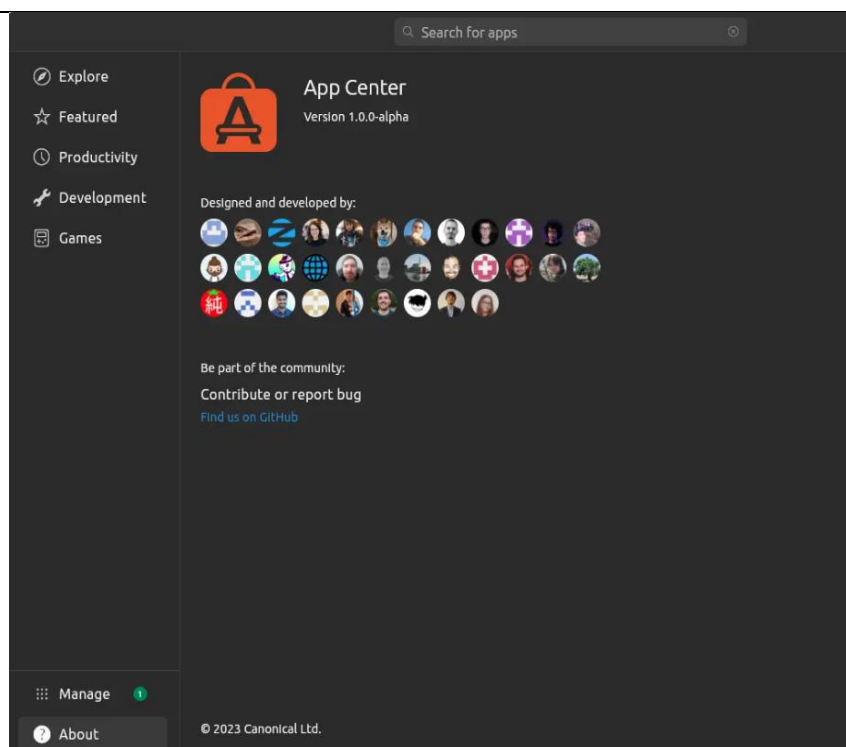 Search for apps
Explore
Featured
Productivity
Development
Games
App Center
Version 1.0.0-alpha
Designed and developed by:
純
Be part of the community:
Contribute or report bug
Find us on GitHub
Manage 1
About
© 2023 Canonical Ltd.